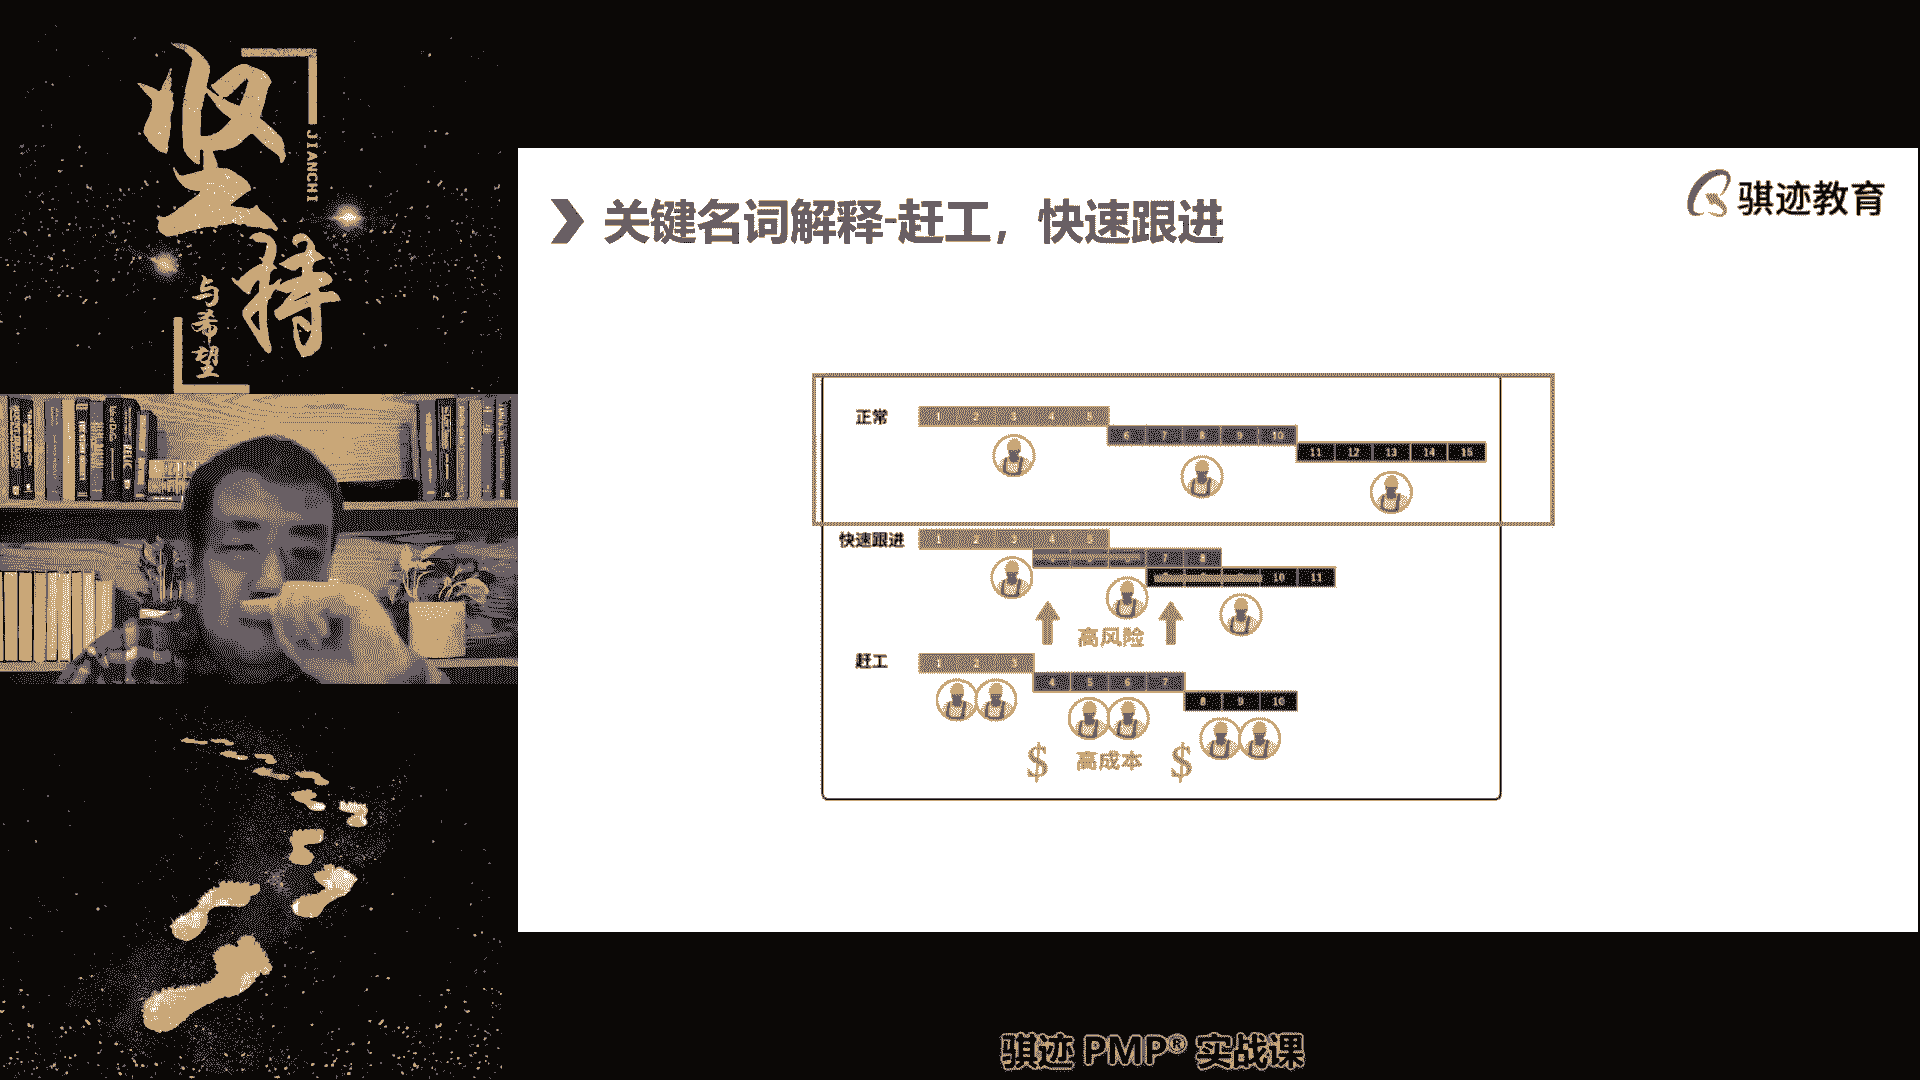 坚持
JIANCHI
与希望
关键名词解释-赶工，快速跟进
骐迹教育
正常
1 2 3 4 5
6 7 8 9 10
11 12 13 14 15
快速跟进
1 2 3 4 5
7 8
10 11
高风险
赶工
1 2 3
4 5 6 7
8 9 10
$ 高成本 $
骐迹 PMP® 实战课